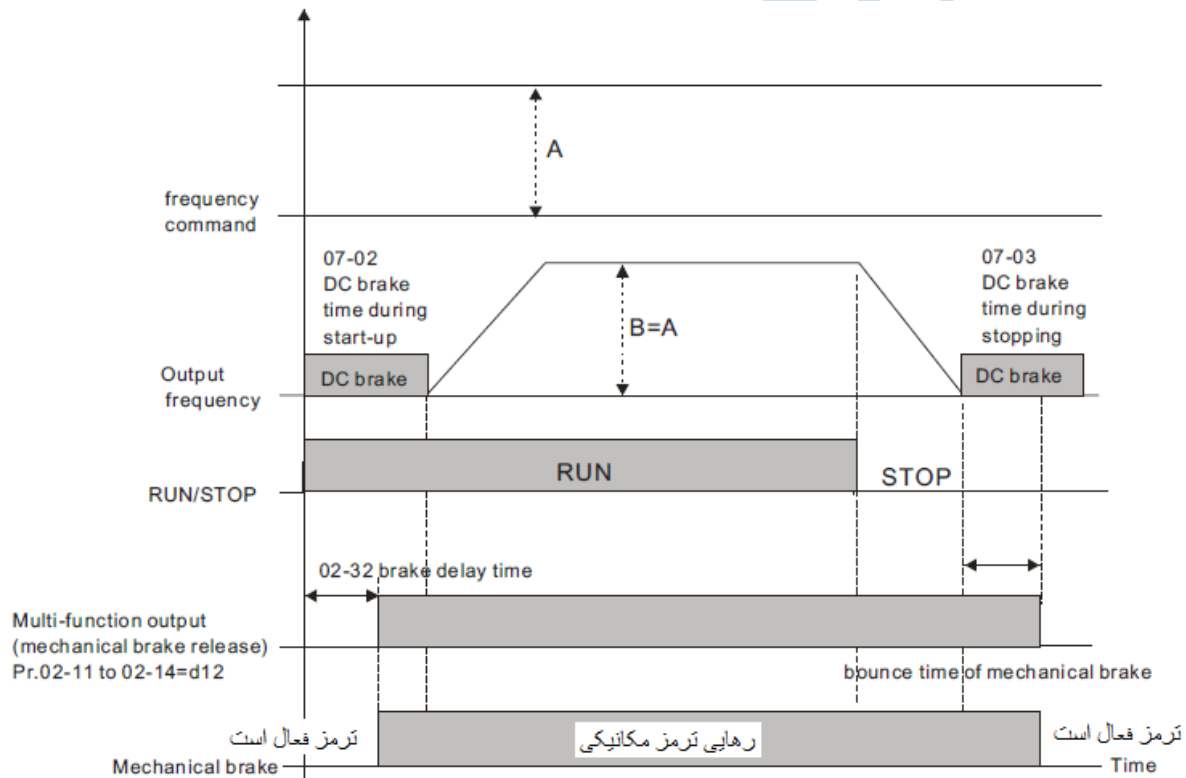 A
frequency
command
07-02
DC brake
time during
start-up
07-03
DC brake
time during
stopping
B=A
Output
frequency
DC brake
DC brake
RUN
STOP
RUN/STOP
02-32 brake delay time
Multi-function output
(mechanical brake release)
Pr.02-11 to 02-14=d12
bounce time of mechanical brake
ترمز فعال است
رهایی ترمز مکانیکی
ترمز فعال است
Mechanical brake
Time